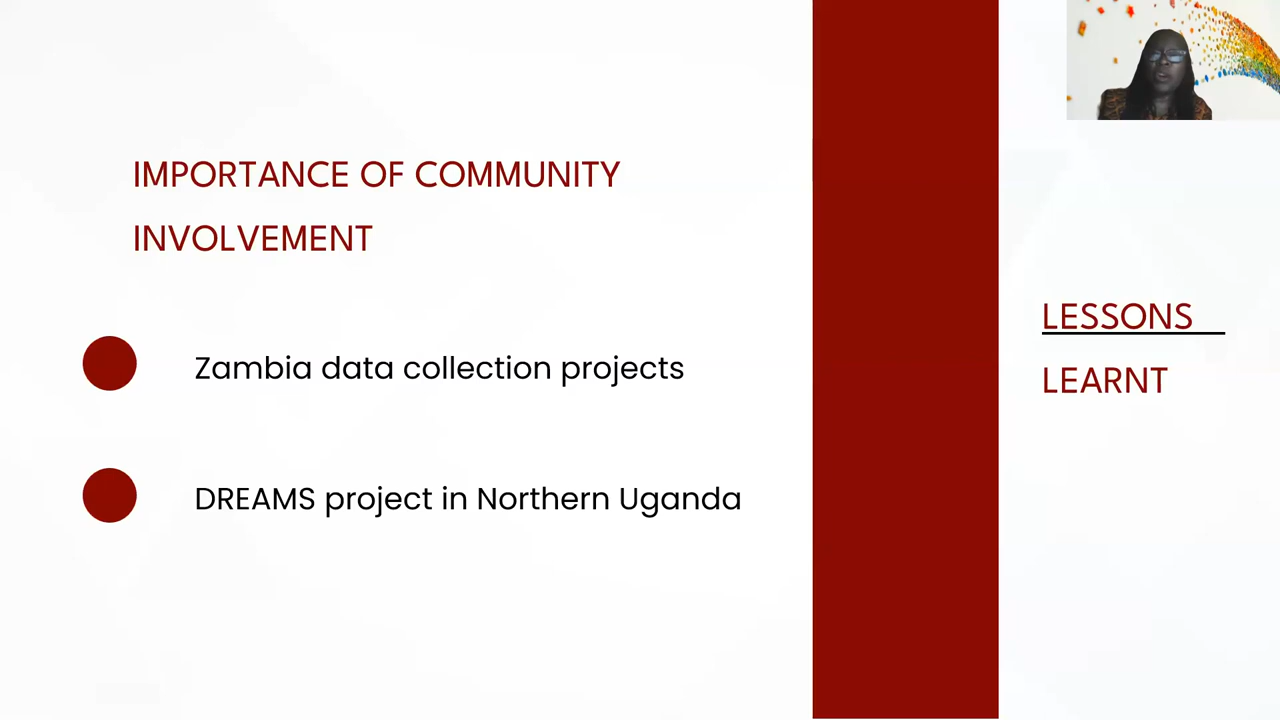 IMPORTANCE OF COMMUNITY
INVOLVEMENT
Zambia data collection projects
DREAMS project in Northern Uganda
LESSONS
LEARNT